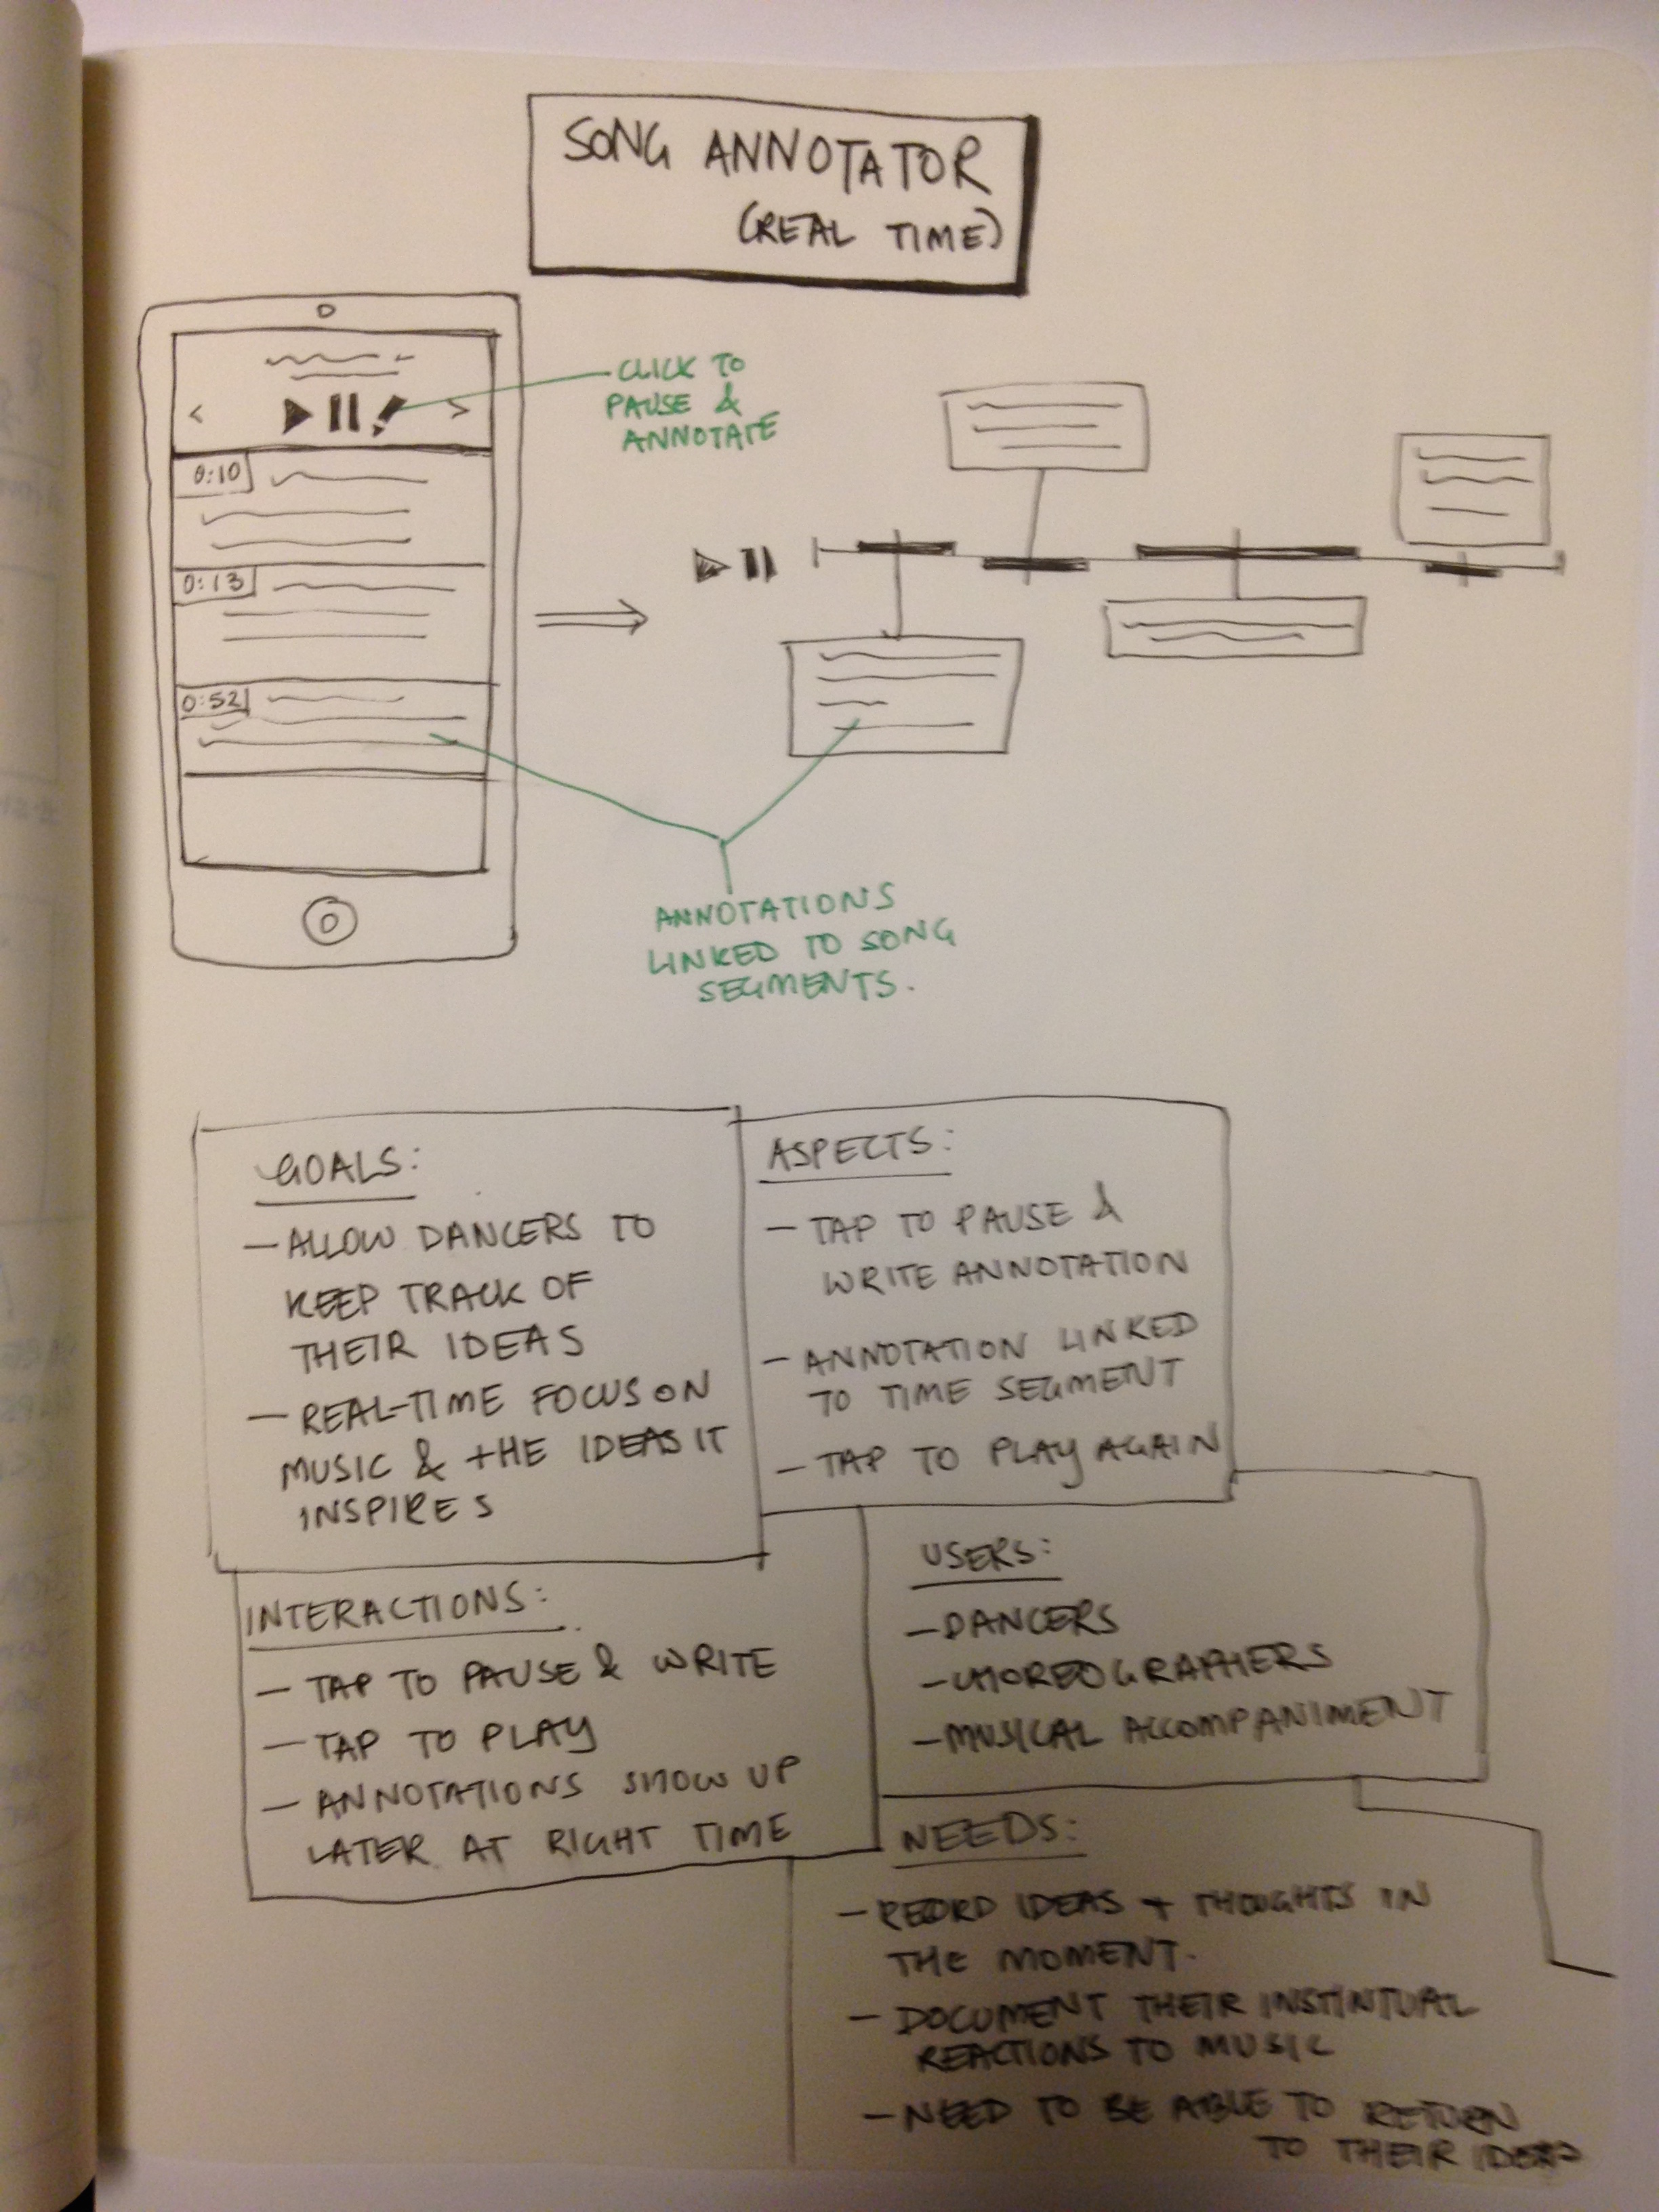 SONG ANNOTATOR
(REAL TIME)
CLICK TO
PAUSE &
ANNOTATE
0:10
0:13
0:52
ANNOTATIONS
LINKED TO SONG
SEGMENTS.
GOALS:
— ALLOW DANCERS TO
KEEP TRACK OF
THEIR IDEAS
— REAL-TIME FOCUS ON
MUSIC & THE IDEAS IT
INSPIRES
ASPECTS:
— TAP TO PAUSE &
WRITE ANNOTATION
— ANNOTATION LINKED
TO TIME SEGMENT
— TAP TO PLAY AGAIN
INTERACTIONS:
— TAP TO PAUSE & WRITE
— TAP TO PLAY
— ANNOTATIONS SHOW UP
LATER AT RIGHT TIME
USERS:
— DANCERS
— CHOREOGRAPHERS
— MUSICAL ACCOMPANIMENT
NEEDS:
— RECORD IDEAS + THOUGHTS IN
THE MOMENT.
— DOCUMENT THEIR INSTINTUAL
REACTIONS TO MUSIC
— NEED TO BE ABLE TO RETURN
TO THEIR IDEAS